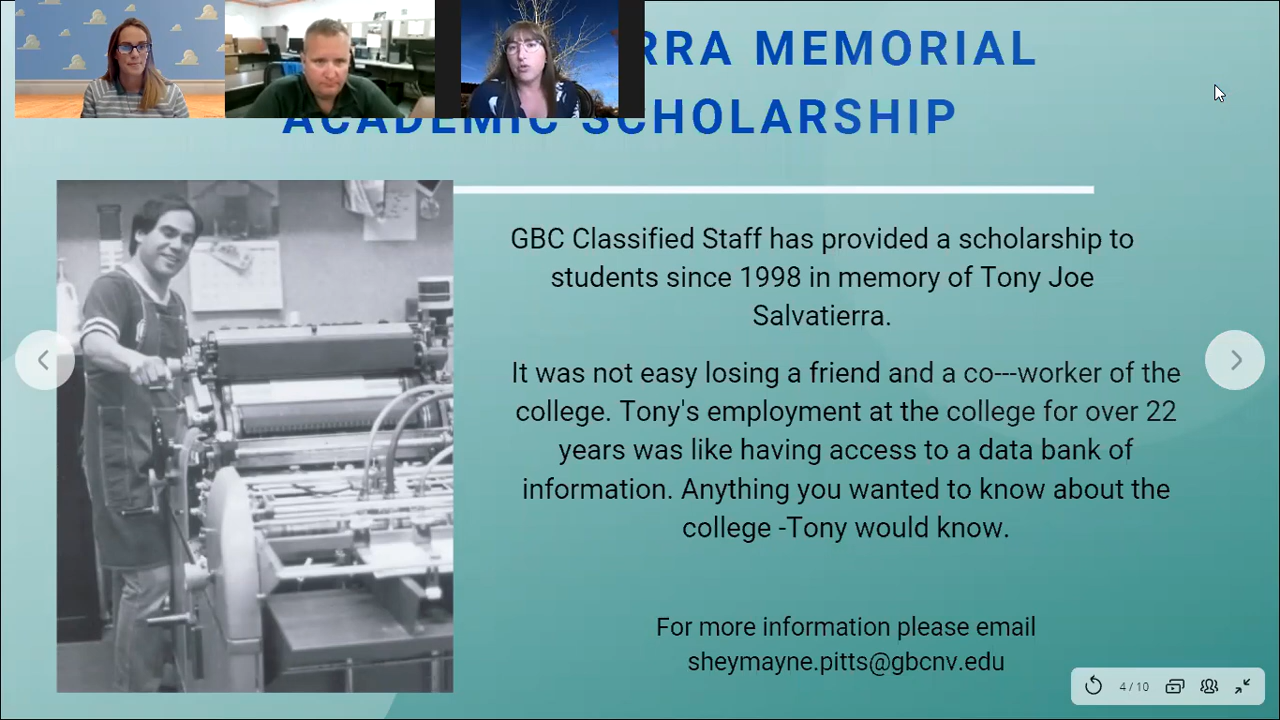 RRA MEMORIAL
ACADEMIC SCHOLARSHIP
GBC Classified Staff has provided a scholarship to
students since 1998 in memory of Tony Joe
Salvatierra.
It was not easy losing a friend and a co---worker of the
college. Tony's employment at the college for over 22
years was like having access to a data bank of
information. Anything you wanted to know about the
college -Tony would know.
For more information please email
sheymayne.pitts@gbcnv.edu
4 / 10